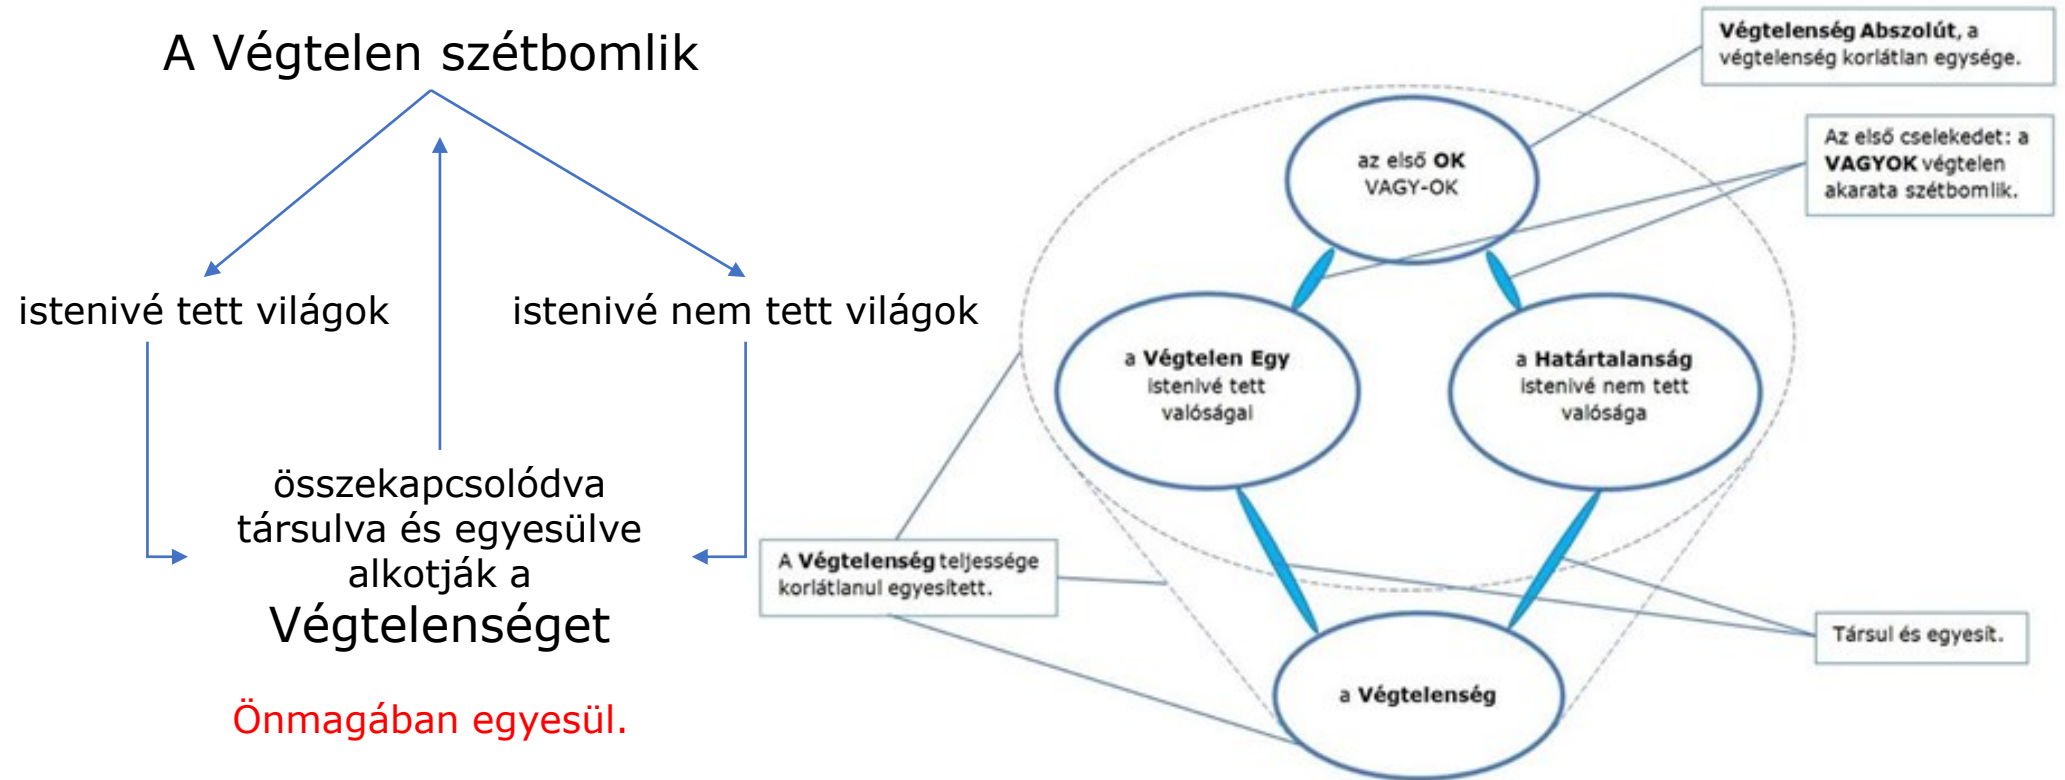 A Végtelen szétbomlik
istenivé tett világok
istenivé nem tett világok
összekapcsolódva
társulva és egyesülve
alkotják a
Végtelenséget
Önmagában egyesül.
Végtelenség Abszolút, a
végtelenség korlátlan egysége.
az első OK
VAGY-OK
Az első cselekedet: a
VAGYOK végtelen
akarata szétbomlik.
a Végtelen Egy
istenivé tett
valóságai
a Határtalanság
istenivé nem tett
valósága
A Végtelenség teljessége
korlátlanul egyesített.
Társul és egyesít.
a Végtelenség